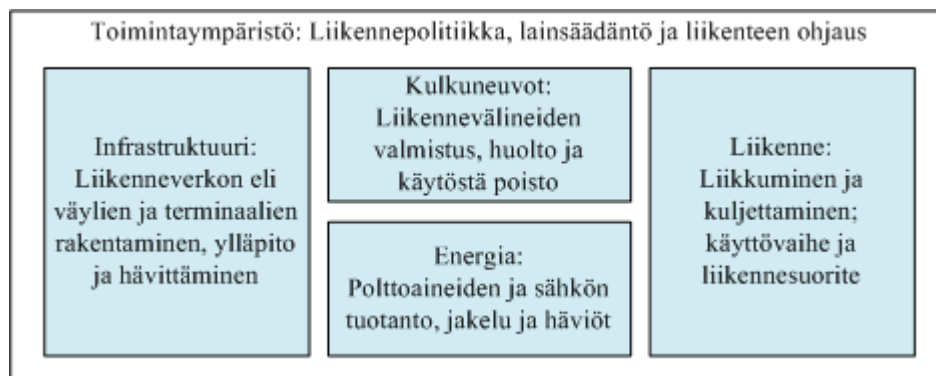 Toimintaympäristö: Liikennepolitiikka, lainsäädäntö ja liikenteen ohjaus
Infrastruktuuri:
Liikenneverkon eli
väylien ja terminaalien
rakentaminen, ylläpito
ja hävittäminen
Kulkuneuvot:
Liikennevälineiden
valmistus, huolto ja
käytöstä poisto
Energia:
Polttoaineiden ja sähkön
tuotanto, jakelu ja häviöt
Liikenne:
Liikkuminen ja
kuljettaminen;
käyttövaihe ja
liikennesuorite